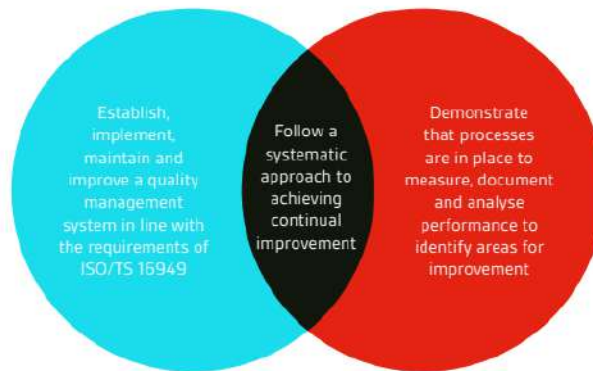 Establish,
implement,
maintain and
improve a quality
management
system in line with
the requirements of
ISO/TS 16949
Follow a
systematic
approach to
achieving
continual
improvement
Demonstrate
that processes
are in place to
measure, document
and analyse
performance to
identify areas for
improvement